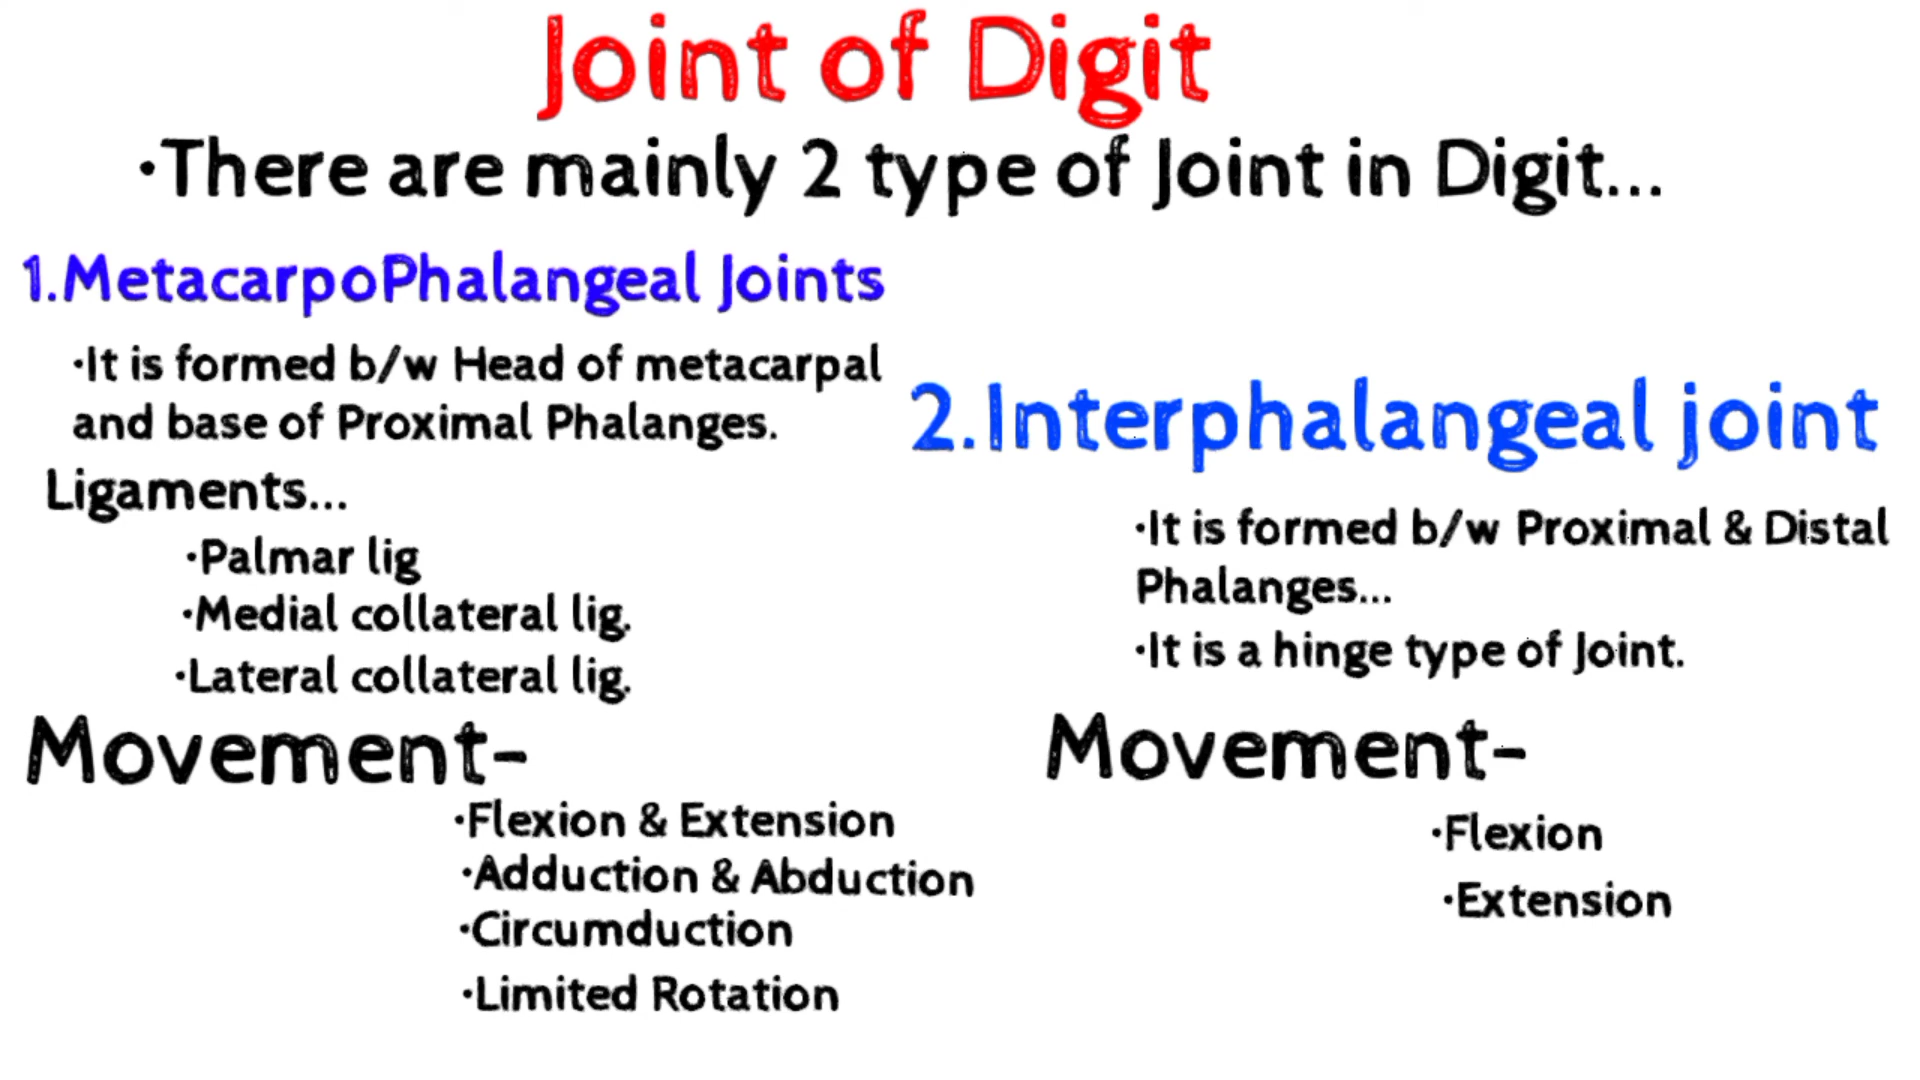 Joint of Digit
•There are mainly 2 type of Joint in Digit...
1.MetacarpoPhalangeal Joints
•It is formed b/w Head of metacarpal
and base of Proximal Phalanges.
Ligaments...
•Palmar lig
•Medial collateral lig.
•Lateral collateral lig.
Movement-
•Flexion & Extension
•Adduction & Abduction
•Circumduction
•Limited Rotation
2.Interphalangeal joint
•It is formed b/w Proximal & Distal
Phalanges...
•It is a hinge type of Joint.
Movement-
•Flexion
•Extension